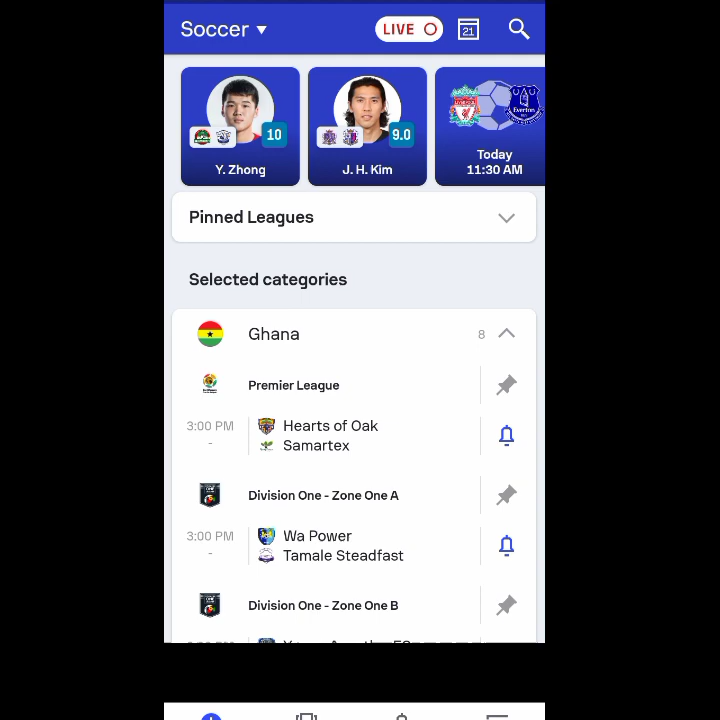 Soccer
LIVE
21
10
Y. Zhong
9.0
J. H. Kim
Everton
Today
11:30 AM
Pinned Leagues
Selected categories
Ghana
8
Premier League
3:00 PM
-
Hearts of Oak
Samartex
Division One - Zone One A
3:00 PM
-
Wa Power
Tamale Steadfast
Division One - Zone One B